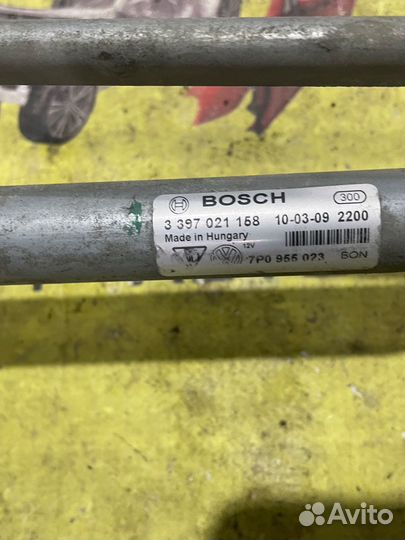 BOSCH
300
3 397 021 158 10-03-09 2200
Made in Hungary
12V
7P0 955 023 BON
Avito